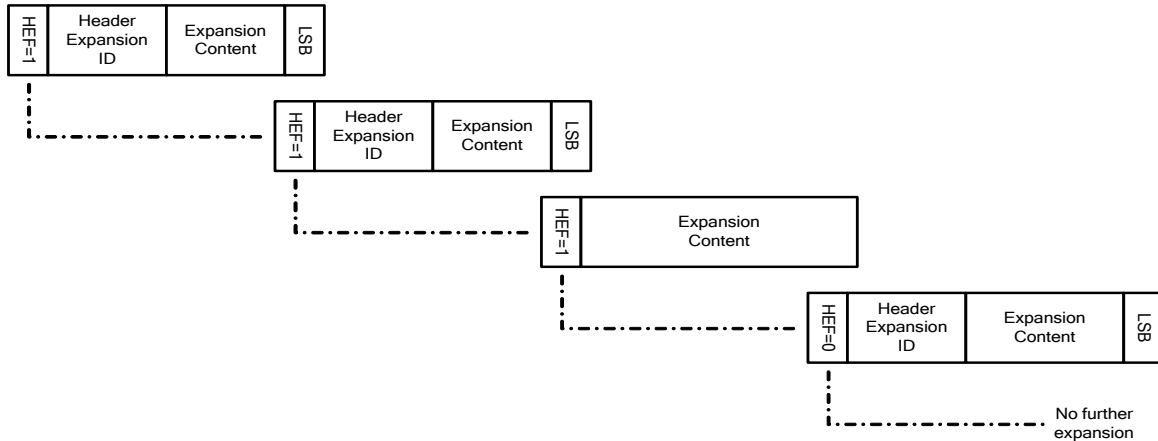 HEF=1
Header
Expansion
ID
Expansion
Content
LSB
HEF=1
Header
Expansion
ID
Expansion
Content
LSB
HEF=1
Expansion
Content
HEF=0
Header
Expansion
ID
Expansion
Content
LSB
No further
expansion